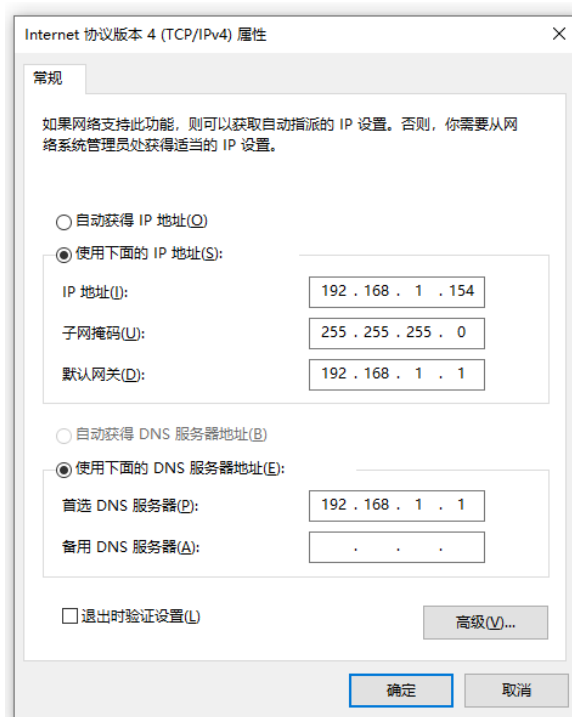 Internet 协议版本 4 (TCP/IPv4) 属性
常规
如果网络支持此功能，则可以获取自动指派的 IP 设置。否则，你需要从网
络系统管理员处获得适当的 IP 设置。
自动获得 IP 地址(O)
使用下面的 IP 地址(S):
IP 地址(I): 192 . 168 . 1 . 154
子网掩码(U): 255 . 255 . 255 . 0
默认网关(D): 192 . 168 . 1 . 1
自动获得 DNS 服务器地址(B)
使用下面的 DNS 服务器地址(E):
首选 DNS 服务器(P): 192 . 168 . 1 . 1
备用 DNS 服务器(A): . . .
退出时验证设置(L)
高级(V)...
确定 取消